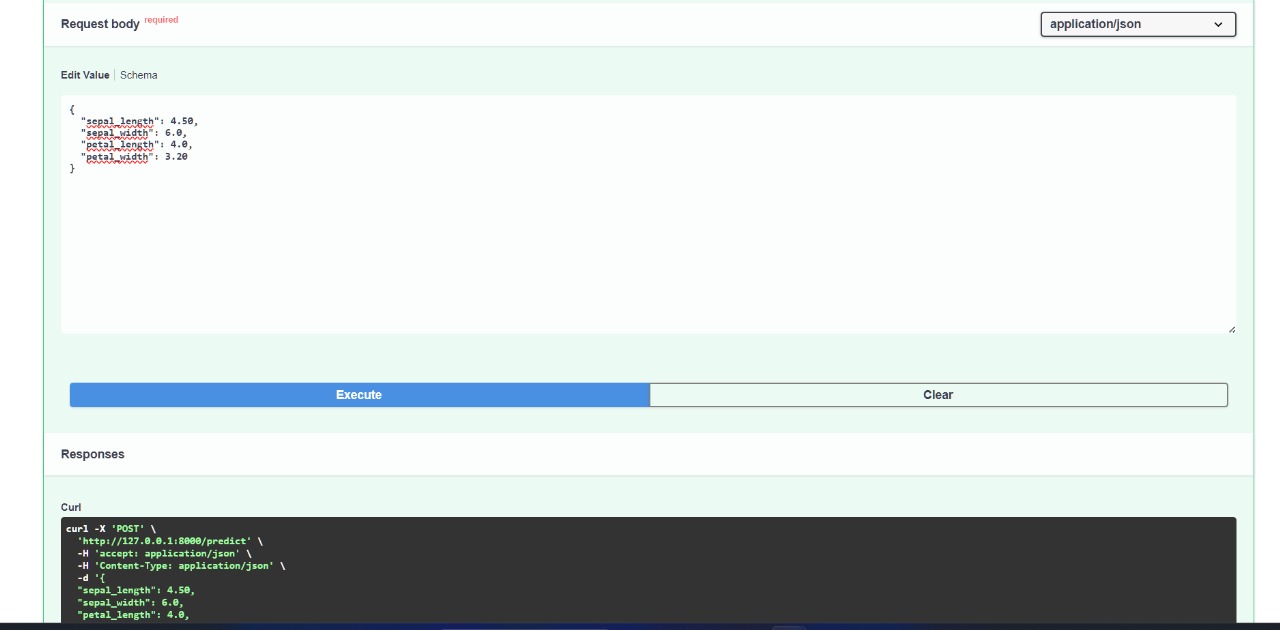 Request body required
application/json
Edit Value | Schema
{
  "sepal_length": 4.50,
  "sepal_width": 6.0,
  "petal_length": 4.0,
  "petal_width": 3.20
}
Execute
Clear
Responses
Curl
curl -X 'POST' \
  'http://127.0.0.1:8000/predict' \
  -H 'accept: application/json' \
  -H 'Content-Type: application/json' \
  -d '{
  "sepal_length": 4.50,
  "sepal_width": 6.0,
  "petal_length": 4.0,